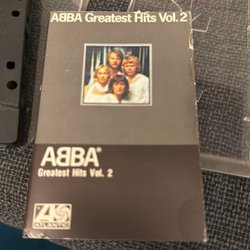 ABBA Greatest Hits Vol. 2
ABBA®
Greatest Hits Vol. 2
ATLANTIC